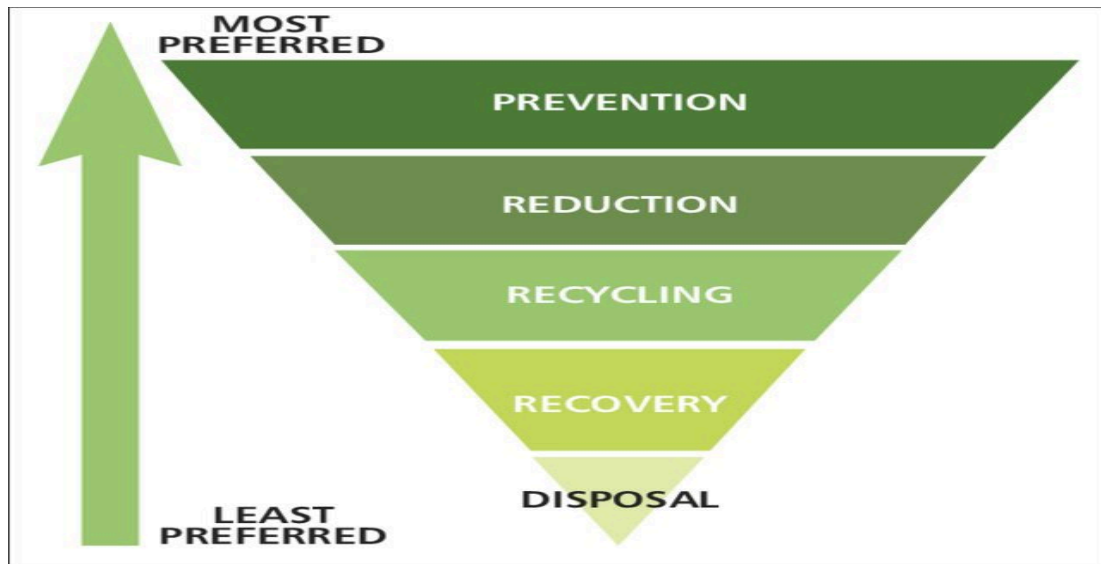 MOST
PREFERRED
PREVENTION
REDUCTION
RECYCLING
RECOVERY
DISPOSAL
LEAST
PREFERRED